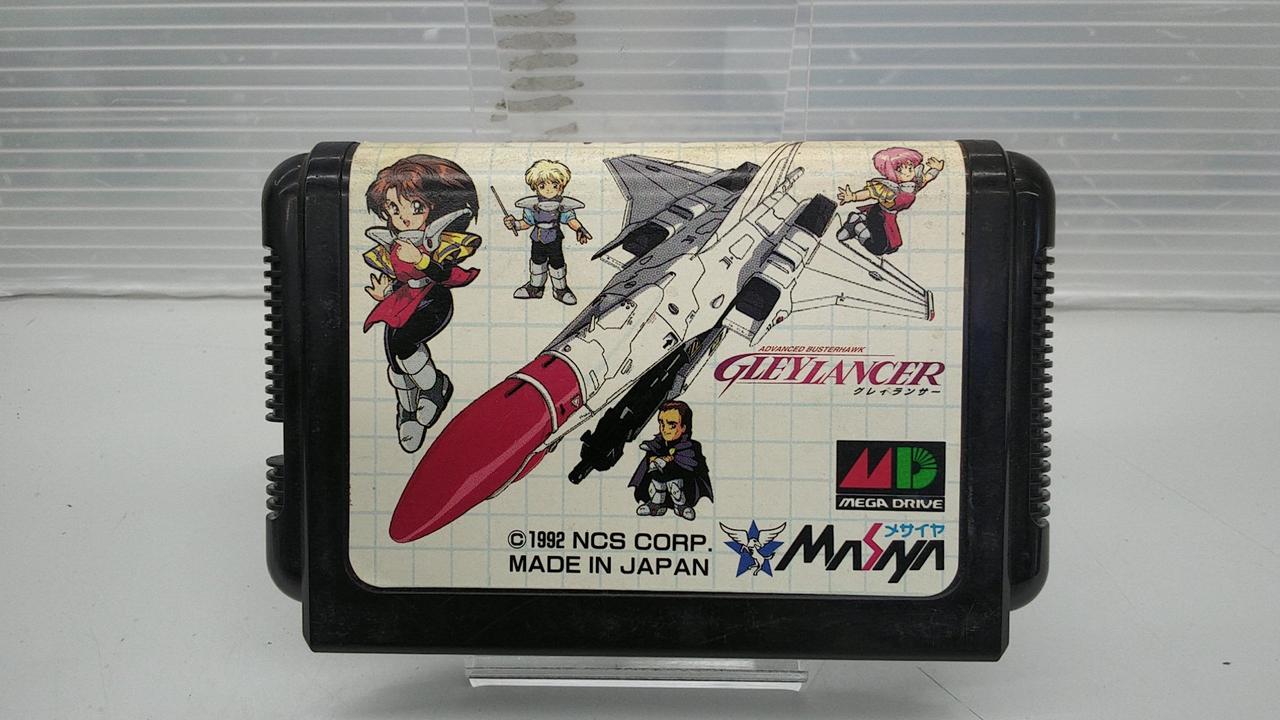 ADVANCED BUSTERHAWK
GLEYLANCER
グレイランサー
MD
MEGA DRIVE
©1992 NCS CORP.
MADE IN JAPAN
メサイヤ
MASAYA